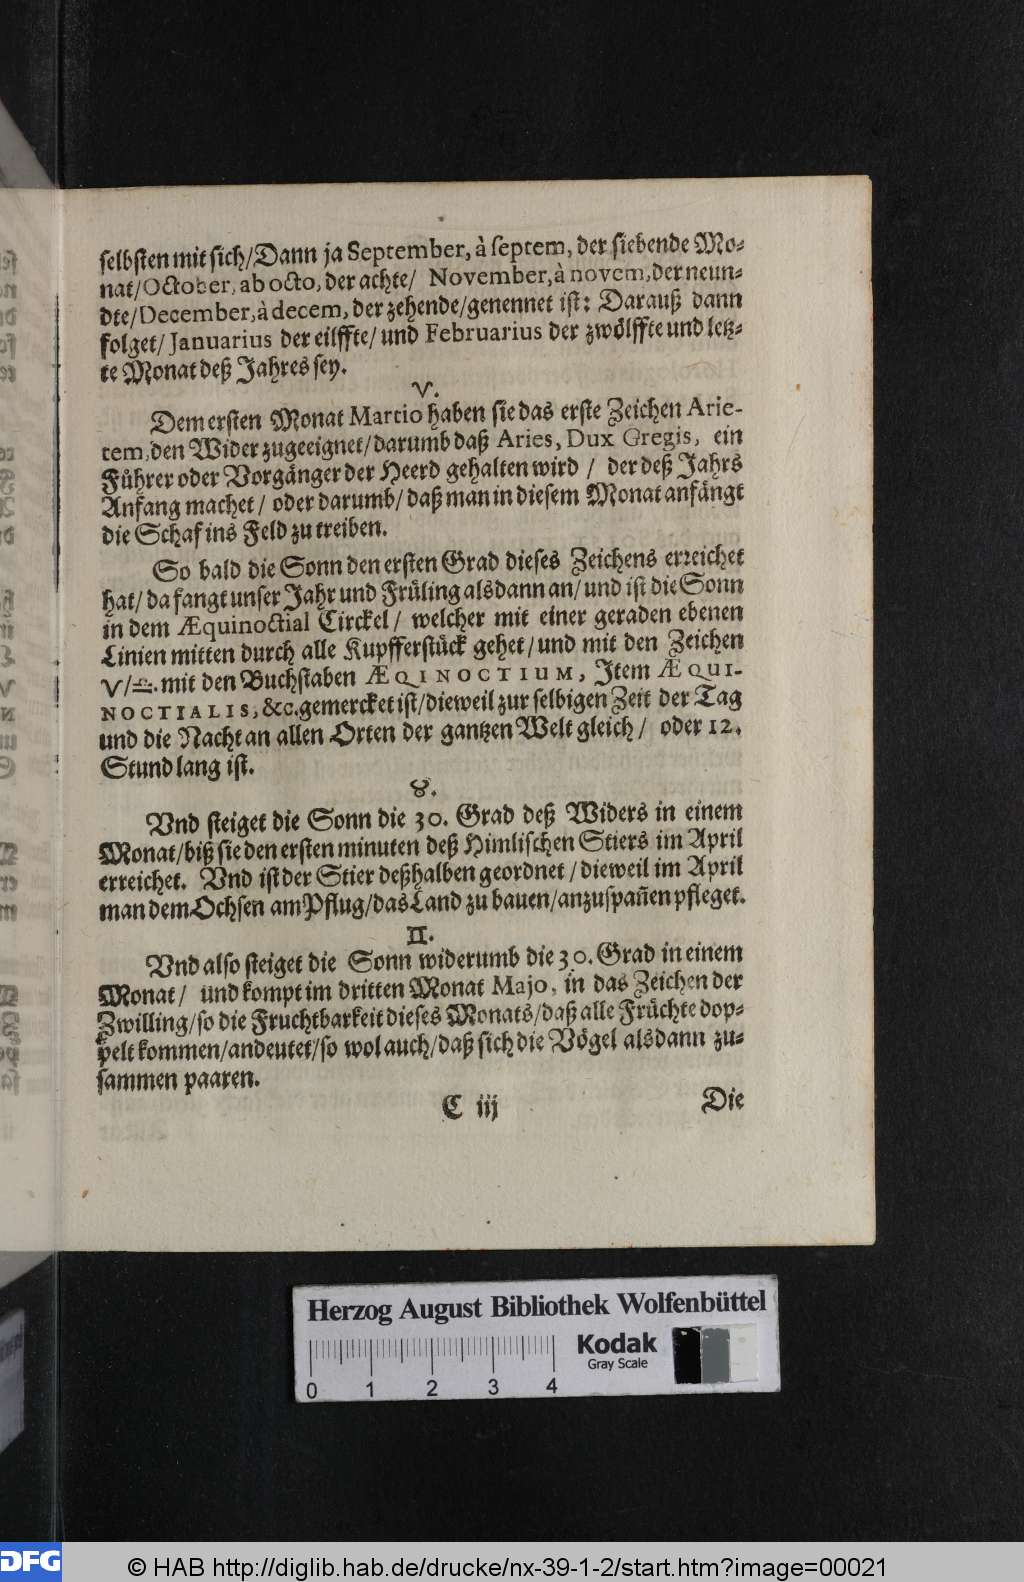 selbsten mit sich/Dann ja September, à septem, der siebende Mo-
nat/October, ab octo, der achte/ November, à novem, der neun-
dte/December, à decem, der zehende/genennet ist: Darauß dann
folget/ Januarius der eilffte/ und Februarius der zwölffte und letz-
te Monat deß Jahres sey.
♈.
Dem ersten Monat Martio haben sie das erste Zeichen Arie-
tem, den Wider zugeeignet/darumb daß Aries, Dux Gregis, ein
Führer oder Vorgänger der Heerd gehalten wird / der deß Jahrs
Anfang machet / oder darumb/ daß man in diesem Monat anfängt
die Schaf ins Feld zu treiben.
So bald die Sonn den ersten Grad dieses Zeichens erreichet
hat/ da fangt unser Jahr und Früling alsdann an/ und ist die Sonn
in dem Æquinoctial Circkel / welcher mit einer geraden ebenen
Linien mitten durch alle Kupfferstück gehet / und mit den Zeichen
♈/♎. mit den Buchstaben ÆQINOCTIUM, Item ÆQUI-
NOCTIALIS, &c. gemercket ist/dieweil zur selbigen Zeit der Tag
und die Nacht an allen Orten der gantzen Welt gleich / oder 12.
Stund lang ist.
♉.
Vnd steiget die Sonn die 30. Grad deß Widers in einem
Monat/biß sie den ersten minuten deß Himlischen Stiers im April
erreichet. Vnd ist der Stier deßhalben geordnet / dieweil im April
man dem Ochsen am Pflug/das Land zu bauen/anzuspañen pfleget.
♊.
Vnd also steiget die Sonn widerumb die 30. Grad in einem
Monat/ und kompt im dritten Monat Majo, in das Zeichen der
Zwilling/so die Fruchtbarkeit dieses Monats/daß alle Früchte dop-
pelt kommen/andeutet/so wol auch/daß sich die Vögel alsdann zu-
sammen paaren.
C iij
Die
Herzog August Bibliothek Wolfenbüttel
Kodak
Gray Scale
0 1 2 3 4
DFG
© HAB http://diglib.hab.de/drucke/nx-39-1-2/start.htm?image=00021